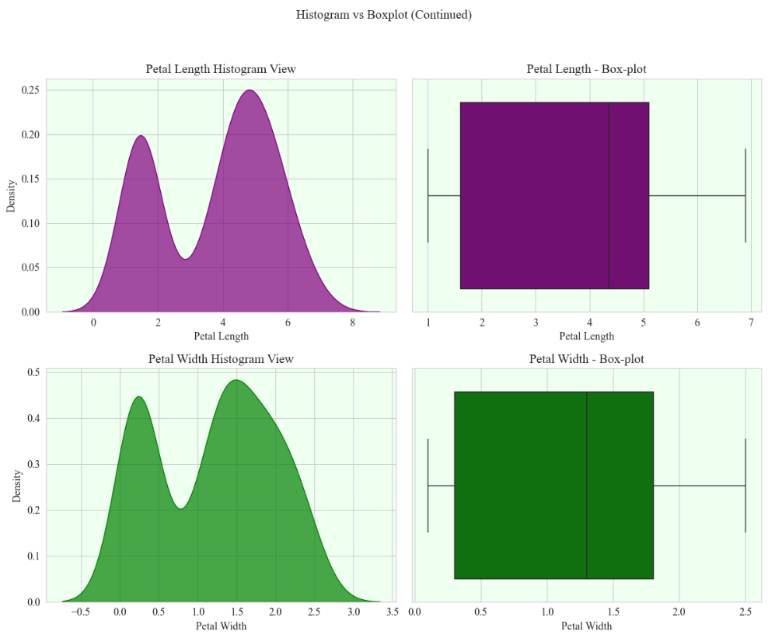 Histogram vs Boxplot (Continued)
Petal Length Histogram View
0.25
0.20
0.15
0.10
0.05
0.00
Density
0 2 4 6 8
Petal Length
Petal Length - Box-plot
1 2 3 4 5 6 7
Petal Length
Petal Width Histogram View
0.5
0.4
0.3
0.2
0.1
0.0
Density
−0.5 0.0 0.5 1.0 1.5 2.0 2.5 3.0 3.5
Petal Width
Petal Width - Box-plot
0.0 0.5 1.0 1.5 2.0 2.5
Petal Width